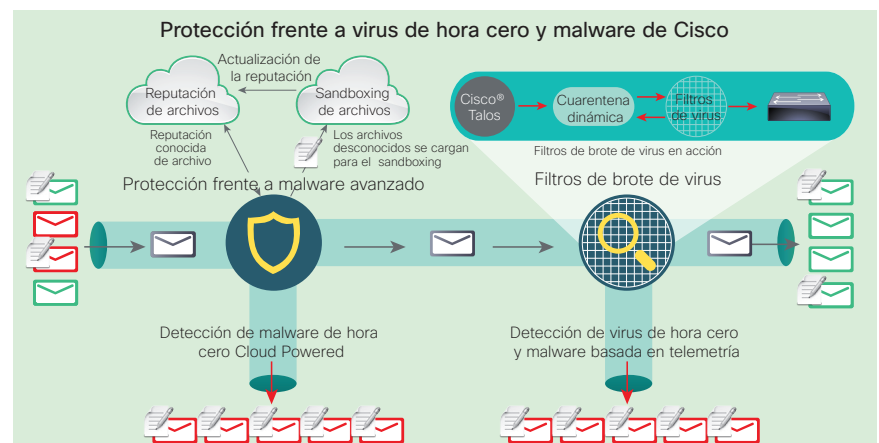 Protección frente a virus de hora cero y malware de Cisco
Actualización de
la reputación
Reputación
de archivos
Sandboxing
de archivos
Reputación
conocida
de archivo
Los archivos
desconocidos se cargan
para el sandboxing
Protección frente a malware avanzado
Cisco®
Talos
Cuarentena
dinámica
Filtros
de virus
Filtros de brote de virus en acción
Filtros de brote de virus
Detección de malware de hora
cero Cloud Powered
Detección de virus de hora cero
y malware basada en telemetría